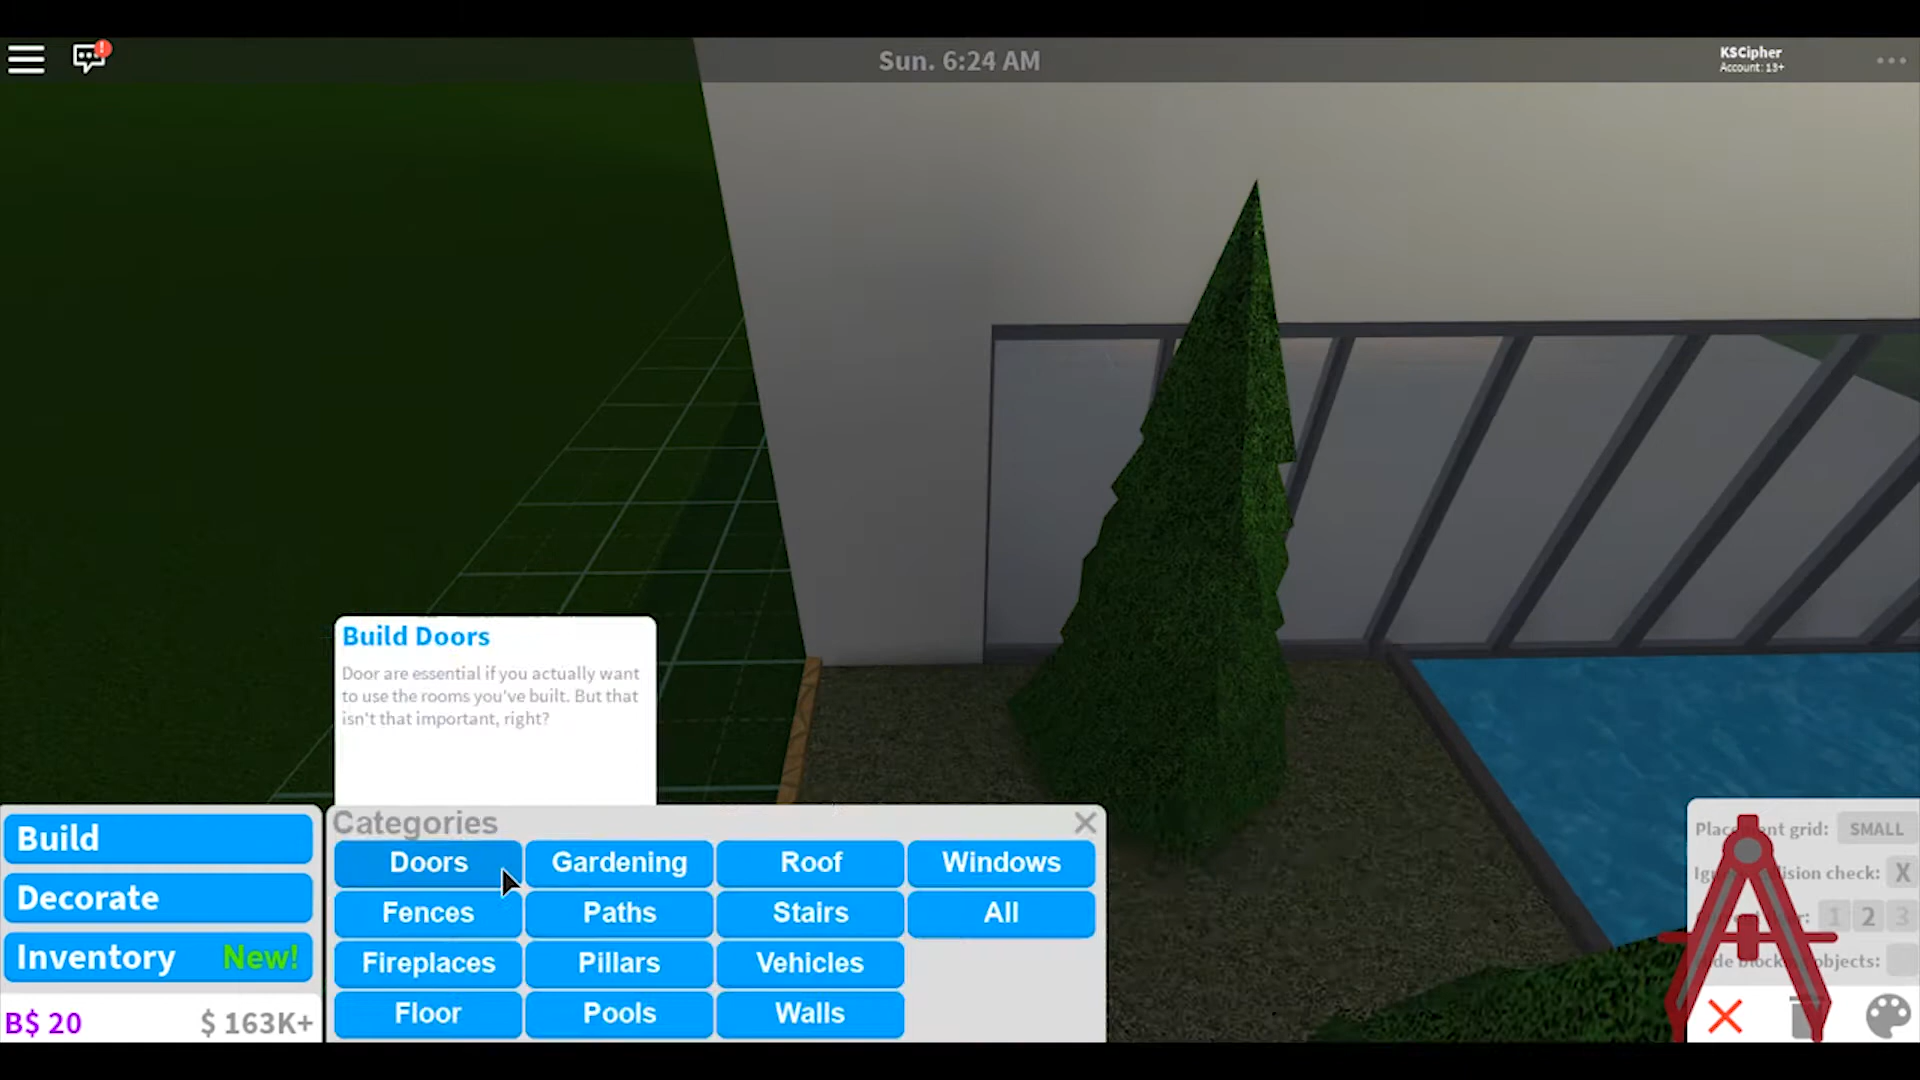 Sun. 6:24 AM
KSCipher
Account: 13+
Build Doors
Door are essential if you actually want
to use the rooms you've built. But that
isn't that important, right?
Build
Decorate
Inventory New!
B$ 20 $ 163K+
Categories
Doors Gardening Roof Windows
Fences Paths Stairs All
Fireplaces Pillars Vehicles
Floor Pools Walls
grid: SMALL
check: X
1 2 3
objects: